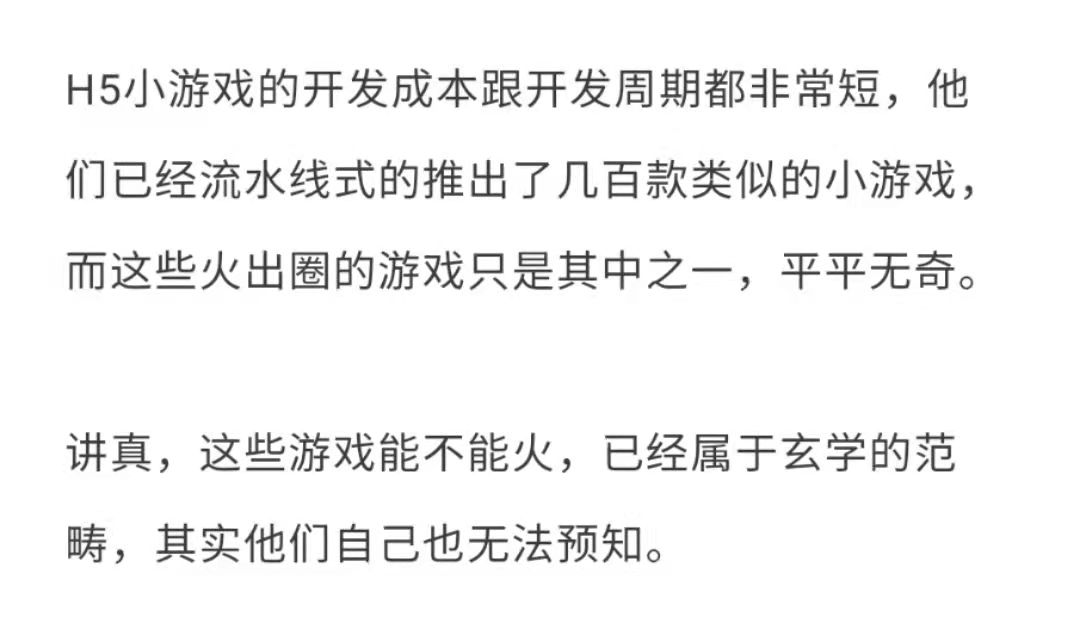 H5小游戏的开发成本跟开发周期都非常短，他
们已经流水线式的推出了几百款类似的小游戏，
而这些火出圈的游戏只是其中之一，平平无奇。
讲真，这些游戏能不能火，已经属于玄学的范
畴，其实他们自己也无法预知。